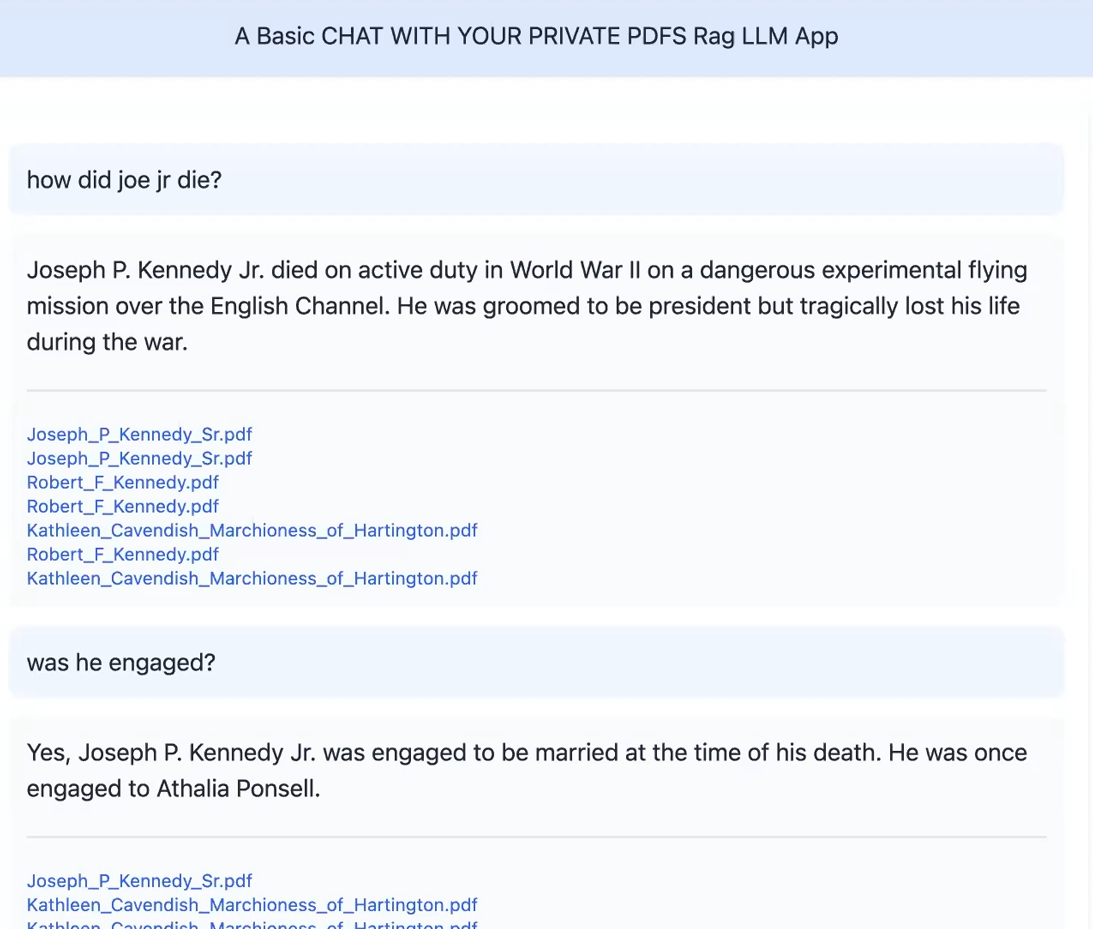 A Basic CHAT WITH YOUR PRIVATE PDFS Rag LLM App
how did joe jr die?
Joseph P. Kennedy Jr. died on active duty in World War II on a dangerous experimental flying
mission over the English Channel. He was groomed to be president but tragically lost his life
during the war.
Joseph_P_Kennedy_Sr.pdf
Joseph_P_Kennedy_Sr.pdf
Robert_F_Kennedy.pdf
Robert_F_Kennedy.pdf
Kathleen_Cavendish_Marchioness_of_Hartington.pdf
Robert_F_Kennedy.pdf
Kathleen_Cavendish_Marchioness_of_Hartington.pdf
was he engaged?
Yes, Joseph P. Kennedy Jr. was engaged to be married at the time of his death. He was once
engaged to Athalia Ponsell.
Joseph_P_Kennedy_Sr.pdf
Kathleen_Cavendish_Marchioness_of_Hartington.pdf
Kathleen_Cavendish_Marchioness_of_Hartington.pdf